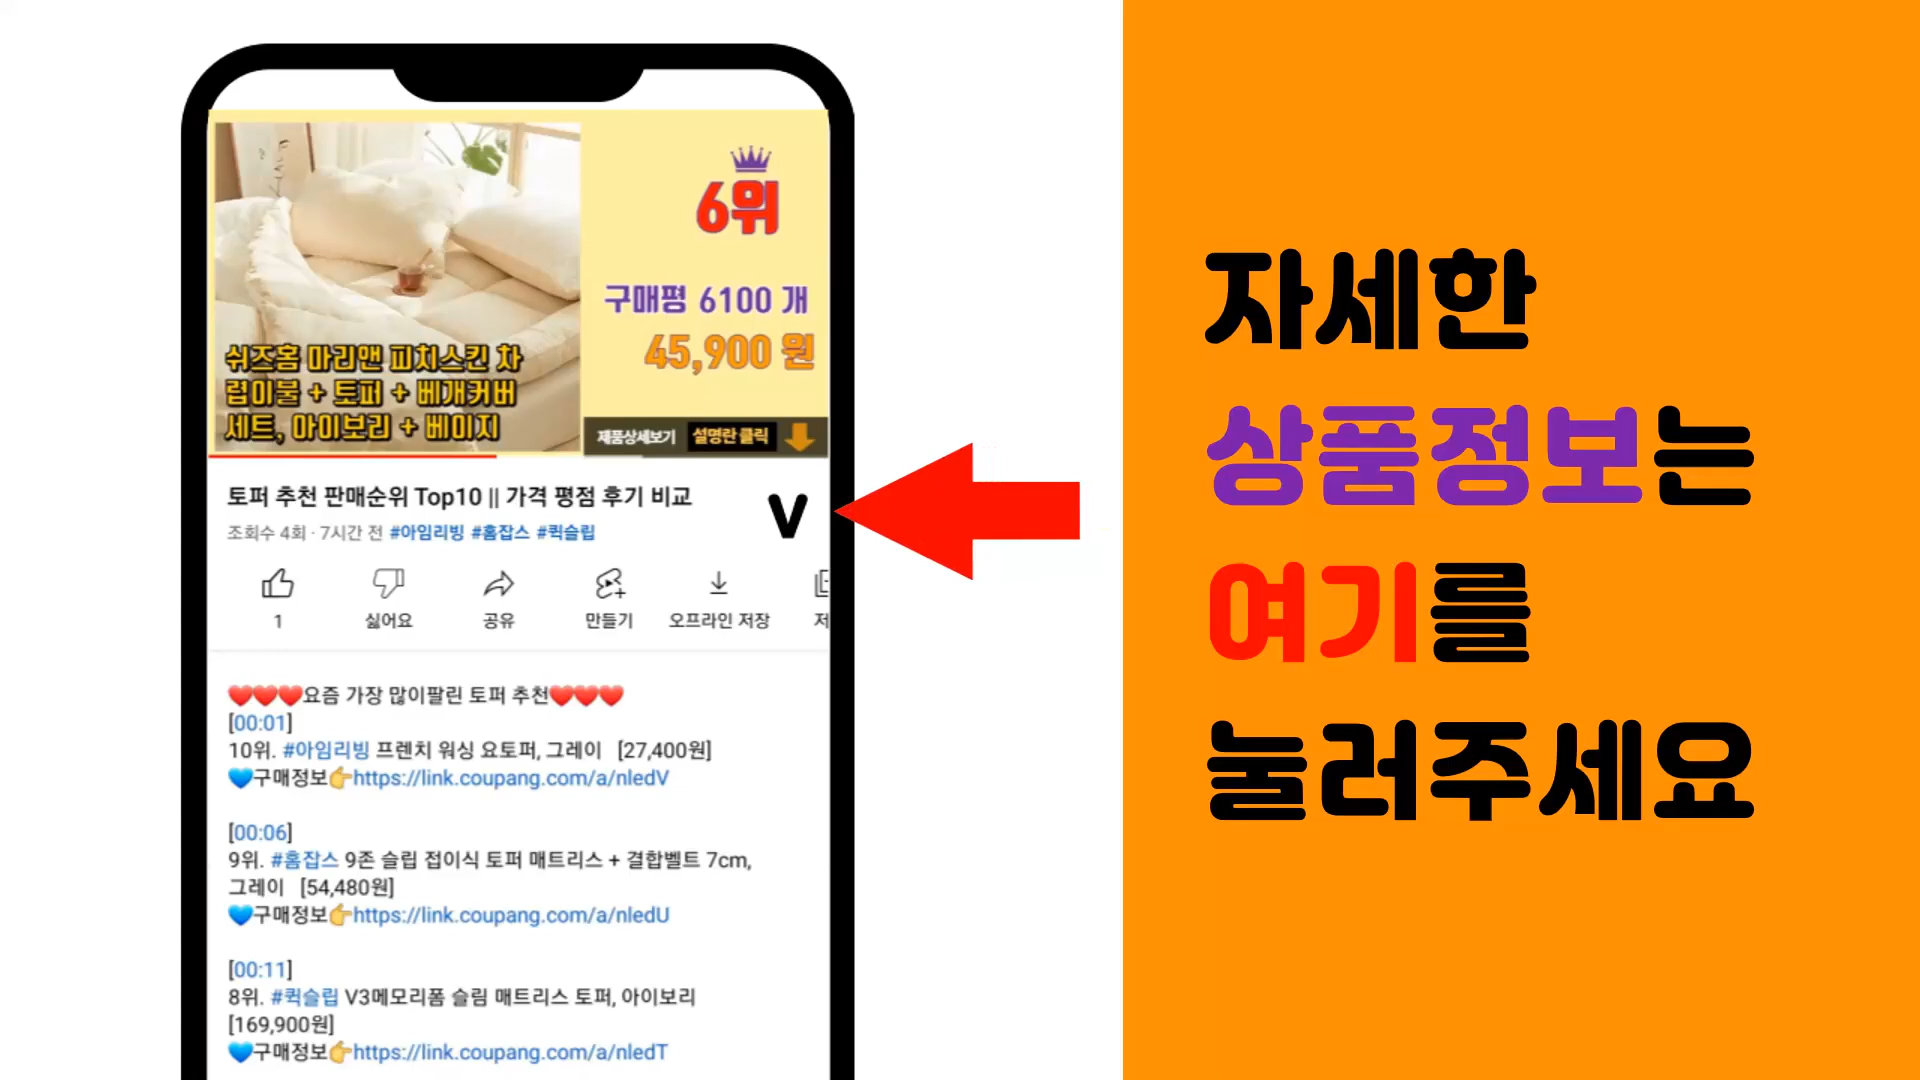 6위
구매평 6100 개
45,900 원
쉬즈홈 마리앤 피치스킨 차
렵이불 + 토퍼 + 베개커버
세트, 아이보리 + 베이지
제품상세보기 설명란 클릭
토퍼 추천 판매순위 Top10 || 가격 평점 후기 비교
V
조회수 4회 · 7시간 전 #아임리빙 #홈잡스 #퀵슬립
1 싫어요 공유 만들기 오프라인 저장 저
❤️❤️❤️요즘 가장 많이팔린 토퍼 추천❤️❤️❤️
[00:01]
10위. #아임리빙 프렌치 워싱 요토퍼, 그레이 [27,400원]
💙구매정보👉https://link.coupang.com/a/nledV
[00:06]
9위. #홈잡스 9존 슬립 접이식 토퍼 매트리스 + 결합벨트 7cm,
그레이 [54,480원]
💙구매정보👉https://link.coupang.com/a/nledU
[00:11]
8위. #퀵슬립 V3메모리폼 슬림 매트리스 토퍼, 아이보리
[169,900원]
💙구매정보👉https://link.coupang.com/a/nledT
자세한
상품정보는
여기를
눌러주세요